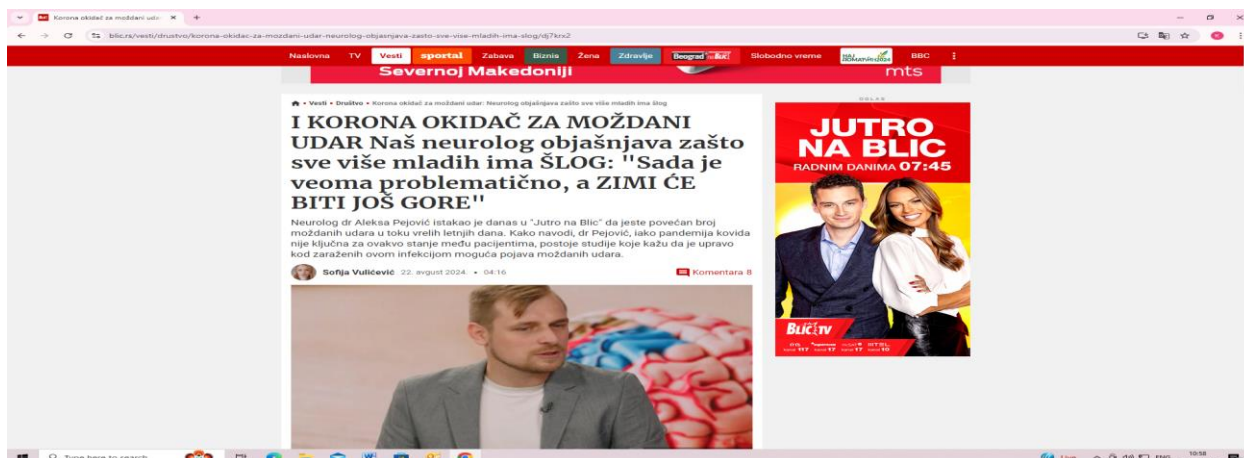 Korona okidač za moždani uda
blic.rs/vesti/drustvo/korona-okidac-za-mozdani-udar-neurolog-objasnjava-zasto-sve-vise-mladih-ima-slog/dj7krx2
Naslovna TV Vesti sportal Zabava Biznis Žena Zdravlje Beograd Slobodno vreme BBC
Severnoj Makedoniji
mts
Vesti • Društvo • Korona okidač za moždani udar: Neurolog objašnjava zašto sve više mladih ima šlog
I KORONA OKIDAČ ZA MOŽDANI
UDAR Naš neurolog objašnjava zašto
sve više mladih ima ŠLOG: "Sada je
veoma problematično, a ZIMI ĆE
BITI JOŠ GORE"
Neurolog dr Aleksa Pejović istakao je danas u "Jutro na Blic" da jeste povećan broj
moždanih udara u toku vrelih letnjih dana. Kako navodi, dr Pejović, iako pandemija kovida
nije ključna za ovakvo stanje među pacijentima, postoje studije koje kažu da je upravo
kod zaraženih ovom infekcijom moguća pojava moždanih udara.
Sofija Vulićević 22. avgust 2024. • 04:16
Komentara 8
JUTRO
NA BLIC
RADNIM DANIMA 07:45
BLIC TV
Type here to search
ENG
10:58